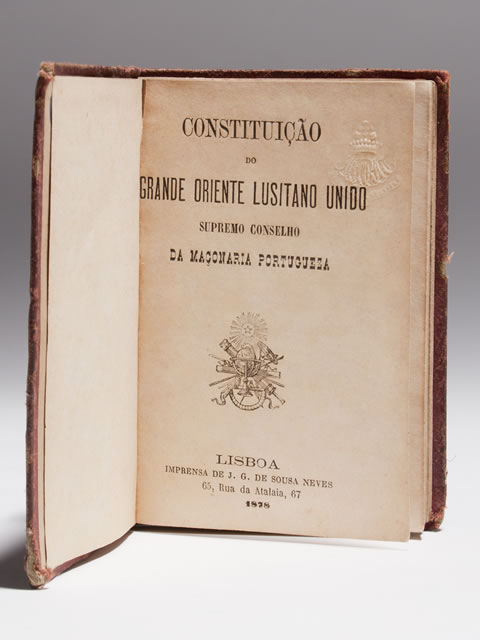 CONSTITUIÇÃO
DO
GRANDE ORIENTE LUSITANO UNIDO
SUPREMO CONSELHO
DA MAÇONARIA PORTUGUEZA
LISBOA
IMPRENSA DE J. G. DE SOUSA NEVES
65, Rua da Atalaia, 67
1878